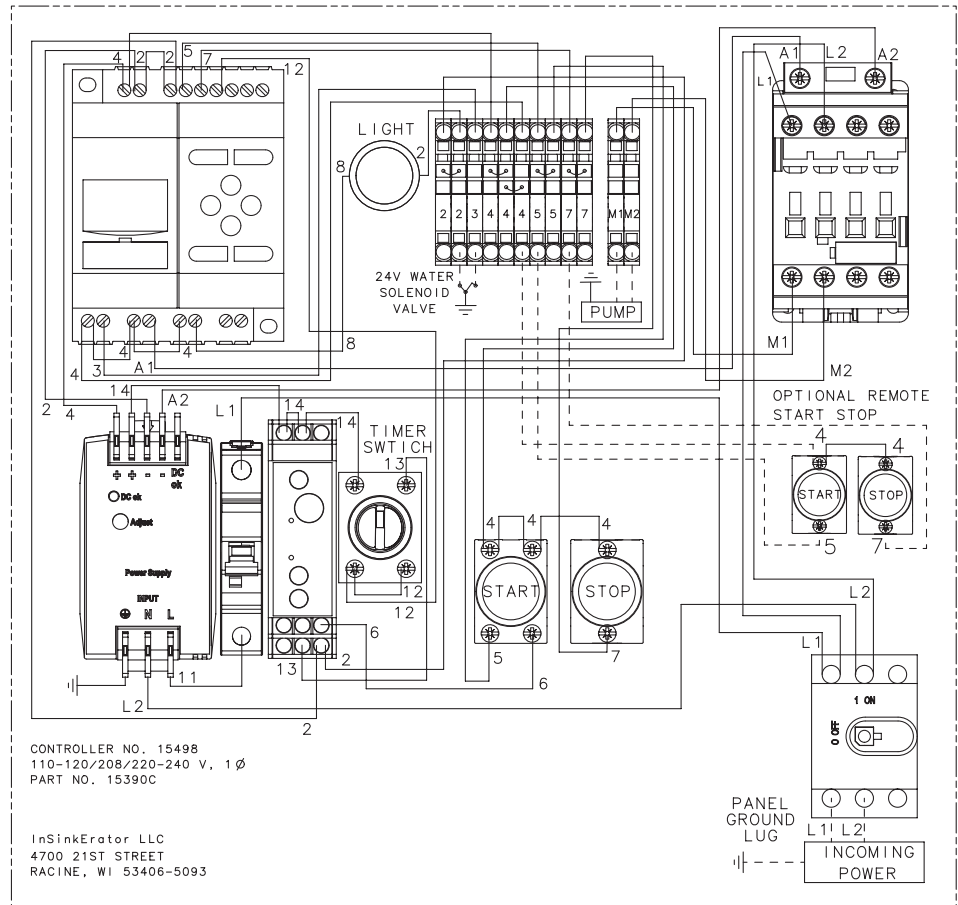 4 2 2 5 7 12
A1 L2 A2
L1
LIGHT
8 2
2 2 3 4 4 4 5 5 7 7 M1 M2
24V WATER
SOLENOID
VALVE
PUMP
4 3 4 A1 4 8
M1
M2
2 4 14 A2 L1 14 14
TIMER
SWTICH
13
OPTIONAL REMOTE
START STOP
4 4
START STOP
5 7
+ + - - DC
ok
DC ok
Adjust
Power Supply
INPUT
N L
12
12
4 4 4
START STOP
5 6 7
6
13 2
11
L2
2
L2
L1
1 ON
0 OFF
CONTROLLER NO. 15498
110-120/208/220-240 V, 1Ø
PART NO. 15390C
InSinkErator LLC
4700 21ST STREET
RACINE, WI 53406-5093
PANEL
GROUND
LUG
L1 L2
INCOMING
POWER